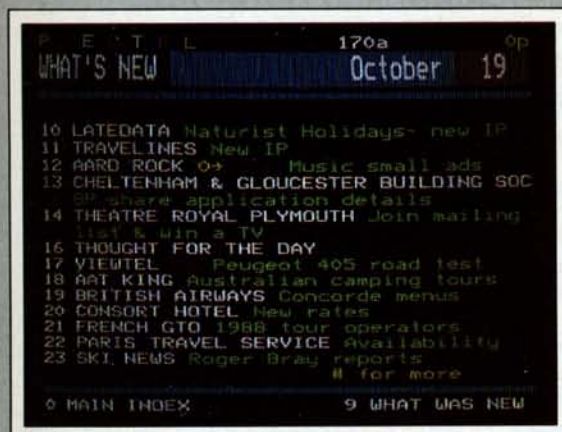 P E T L 170a 0p
WHAT'S NEW October 19
10 LATEDATA Naturist Holidays- new IP
11 TRAVELINES New IP
12 AARD ROCK 0→ Music small ads
13 CHELTENHAM & GLOUCESTER BUILDING SOC
BP share application details
14 THEATRE ROYAL PLYMOUTH Join mailing
list & win a TV
16 THOUGHT FOR THE DAY
17 VIEWTEL Peugeot 405 road test
18 AAT KING Australian camping tours
19 BRITISH AIRWAYS Concorde menus
20 CONSORT HOTEL New rates
21 FRENCH GTO 1988 tour operators
22 PARIS TRAVEL SERVICE Availability
23 SKI NEWS Roger Bray reports
# for more
0 MAIN INDEX 9 WHAT WAS NEW